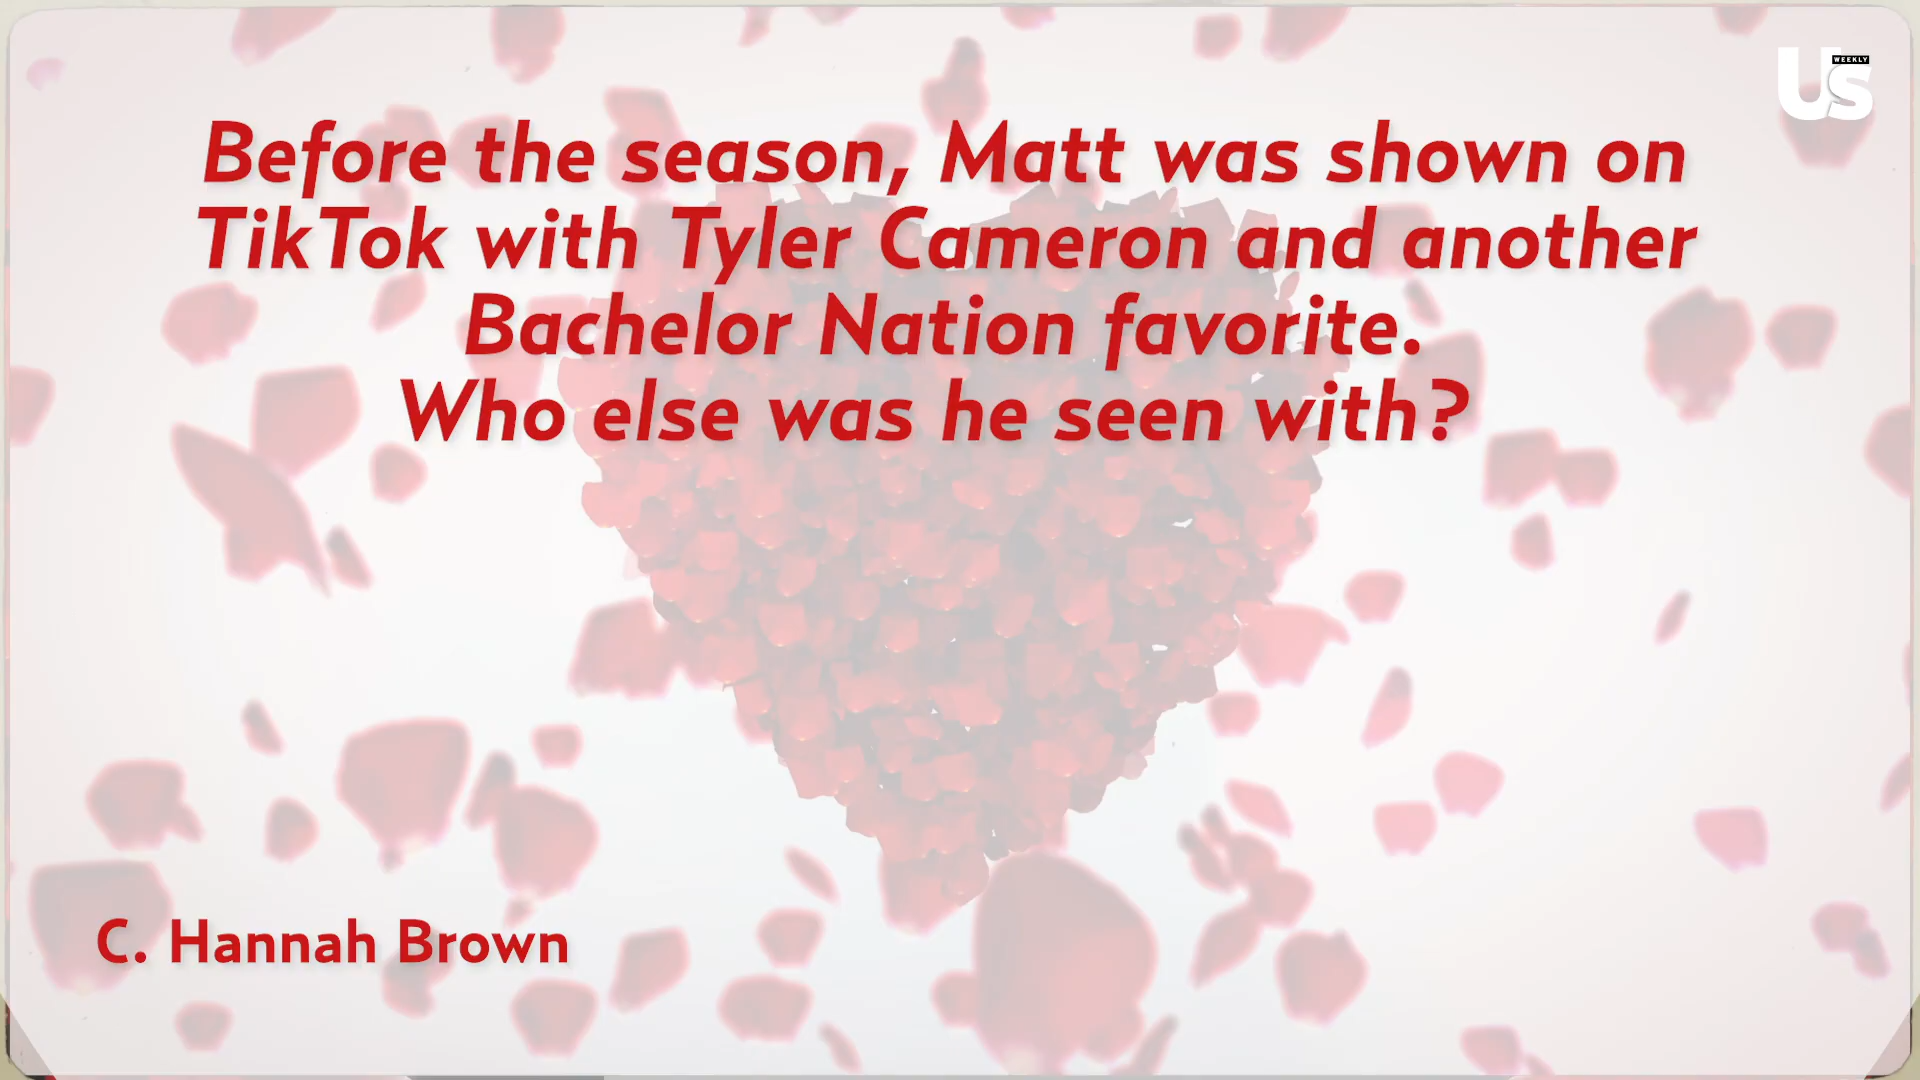 Us
WEEKLY
Before the season, Matt was shown on
TikTok with Tyler Cameron and another
Bachelor Nation favorite.
Who else was he seen with?
C. Hannah Brown